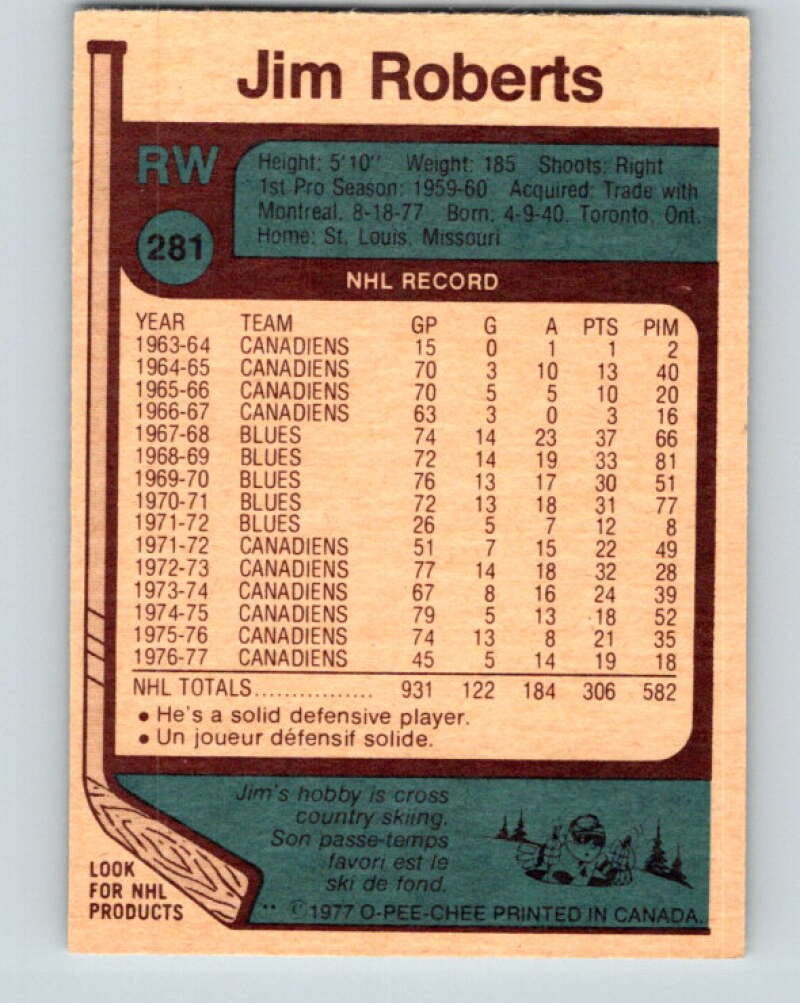 Jim Roberts
RW
281
Height: 5'10" Weight: 185 Shoots: Right
1st Pro Season: 1959-60 Acquired: Trade with
Montreal, 8-18-77 Born: 4-9-40, Toronto, Ont.
Home: St. Louis, Missouri
NHL RECORD
YEAR TEAM GP G A PTS PIM
1963-64 CANADIENS 15 0 1 1 2
1964-65 CANADIENS 70 3 10 13 40
1965-66 CANADIENS 70 5 5 10 20
1966-67 CANADIENS 63 3 0 3 16
1967-68 BLUES 74 14 23 37 66
1968-69 BLUES 72 14 19 33 81
1969-70 BLUES 76 13 17 30 51
1970-71 BLUES 72 13 18 31 77
1971-72 BLUES 26 5 7 12 8
1971-72 CANADIENS 51 7 15 22 49
1972-73 CANADIENS 77 14 18 32 28
1973-74 CANADIENS 67 8 16 24 39
1974-75 CANADIENS 79 5 13 18 52
1975-76 CANADIENS 74 13 8 21 35
1976-77 CANADIENS 45 5 14 19 18
NHL TOTALS................ 931 122 184 306 582
• He's a solid defensive player.
• Un joueur défensif solide.
Jim's hobby is cross
country skiing.
Son passe-temps
favori est le
ski de fond.
LOOK
FOR NHL
PRODUCTS
** ©1977 O-PEE-CHEE PRINTED IN CANADA.